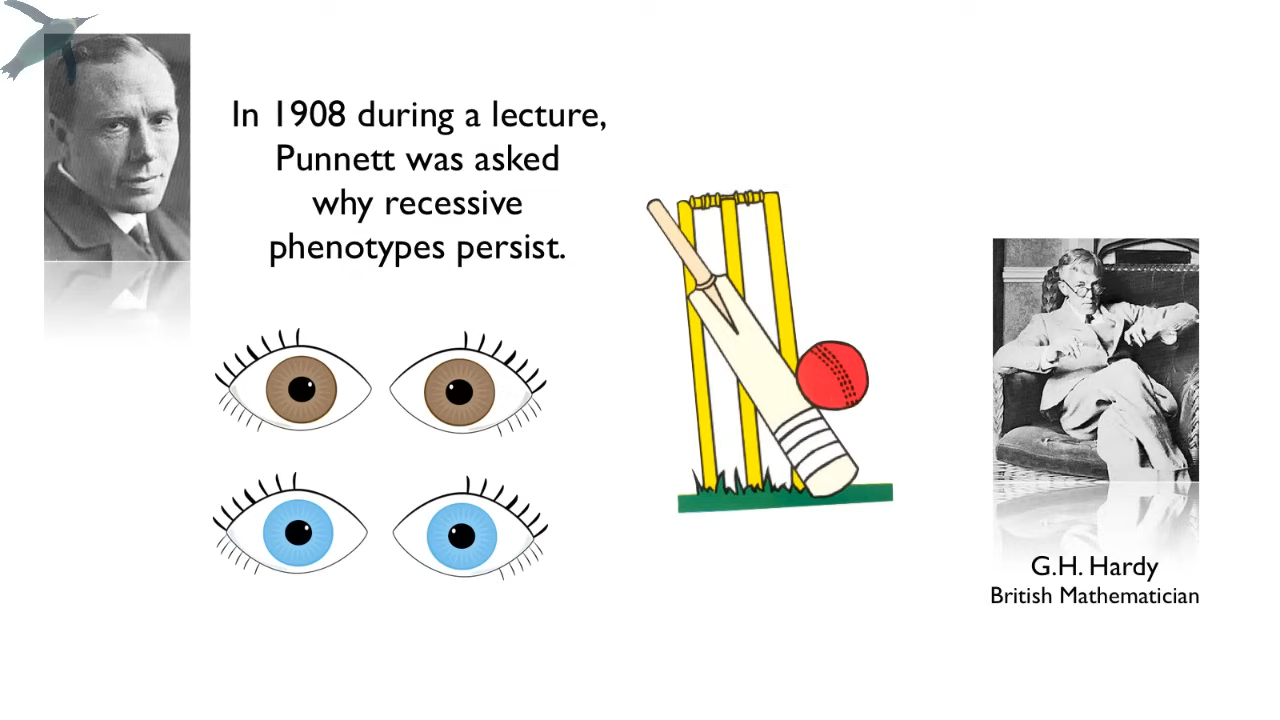 In 1908 during a lecture,
Punnett was asked
why recessive
phenotypes persist.
G.H. Hardy
British Mathematician